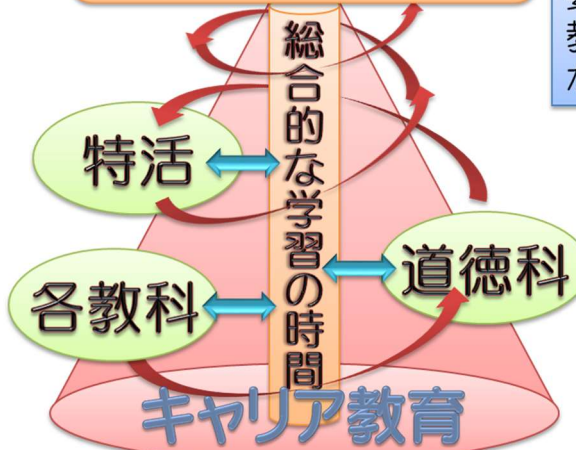 総合的な学習の時間
特活
道徳科
各教科
キャリア教育